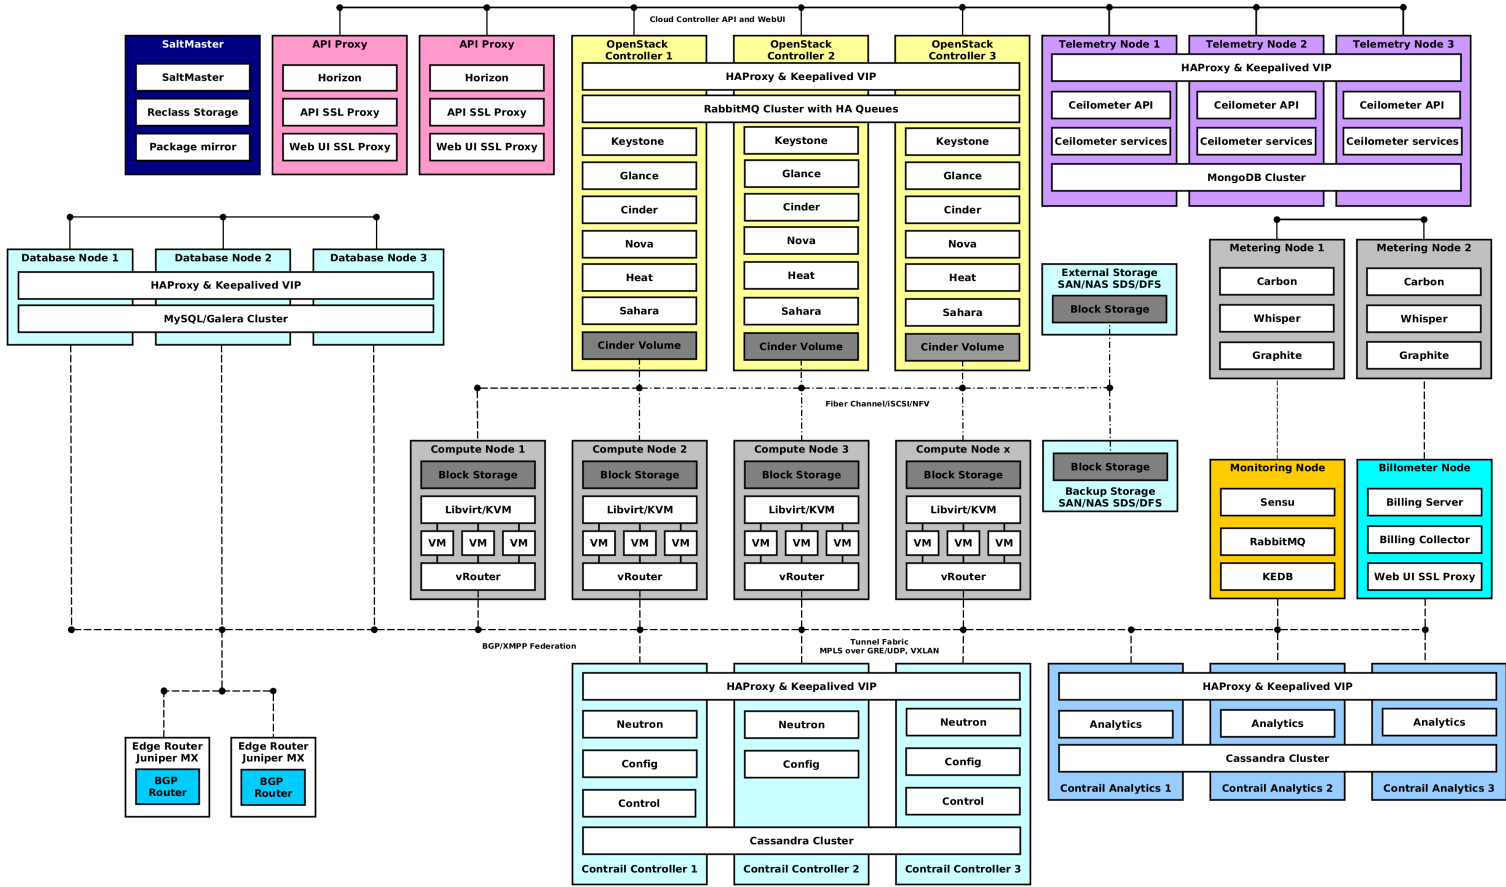 Cloud Controller API and WebUI
SaltMaster
SaltMaster
Reclass Storage
Package mirror
API Proxy
Horizon
API SSL Proxy
Web UI SSL Proxy
API Proxy
Horizon
API SSL Proxy
Web UI SSL Proxy
OpenStack
Controller 1
OpenStack
Controller 2
OpenStack
Controller 3
HAProxy & Keepalived VIP
RabbitMQ Cluster with HA Queues
Keystone
Glance
Cinder
Nova
Heat
Sahara
Cinder Volume
Keystone
Glance
Cinder
Nova
Heat
Sahara
Cinder Volume
Keystone
Glance
Cinder
Nova
Heat
Sahara
Cinder Volume
Telemetry Node 1
Telemetry Node 2
Telemetry Node 3
HAProxy & Keepalived VIP
Ceilometer API
Ceilometer API
Ceilometer API
Ceilometer services
Ceilometer services
Ceilometer services
MongoDB Cluster
Database Node 1
Database Node 2
Database Node 3
HAProxy & Keepalived VIP
MySQL/Galera Cluster
External Storage
SAN/NAS SDS/DFS
Block Storage
Metering Node 1
Carbon
Whisper
Graphite
Metering Node 2
Carbon
Whisper
Graphite
Fiber Channel/iSCSI/NFV
Compute Node 1
Block Storage
Libvirt/KVM
VM
VM
VM
vRouter
Compute Node 2
Block Storage
Libvirt/KVM
VM
VM
VM
vRouter
Compute Node 3
Block Storage
Libvirt/KVM
VM
VM
VM
vRouter
Compute Node x
Block Storage
Libvirt/KVM
VM
VM
VM
vRouter
Block Storage
Backup Storage
SAN/NAS SDS/DFS
Monitoring Node
Sensu
RabbitMQ
KEDB
Billometer Node
Billing Server
Billing Collector
Web UI SSL Proxy
BGP/XMPP Federation
Tunnel Fabric
MPLS over GRE/UDP, VXLAN
Edge Router
Juniper MX
BGP
Router
Edge Router
Juniper MX
BGP
Router
HAProxy & Keepalived VIP
Neutron
Config
Control
Neutron
Config
Neutron
Config
Control
Cassandra Cluster
Contrail Controller 1
Contrail Controller 2
Contrail Controller 3
HAProxy & Keepalived VIP
Analytics
Analytics
Analytics
Cassandra Cluster
Contrail Analytics 1
Contrail Analytics 2
Contrail Analytics 3